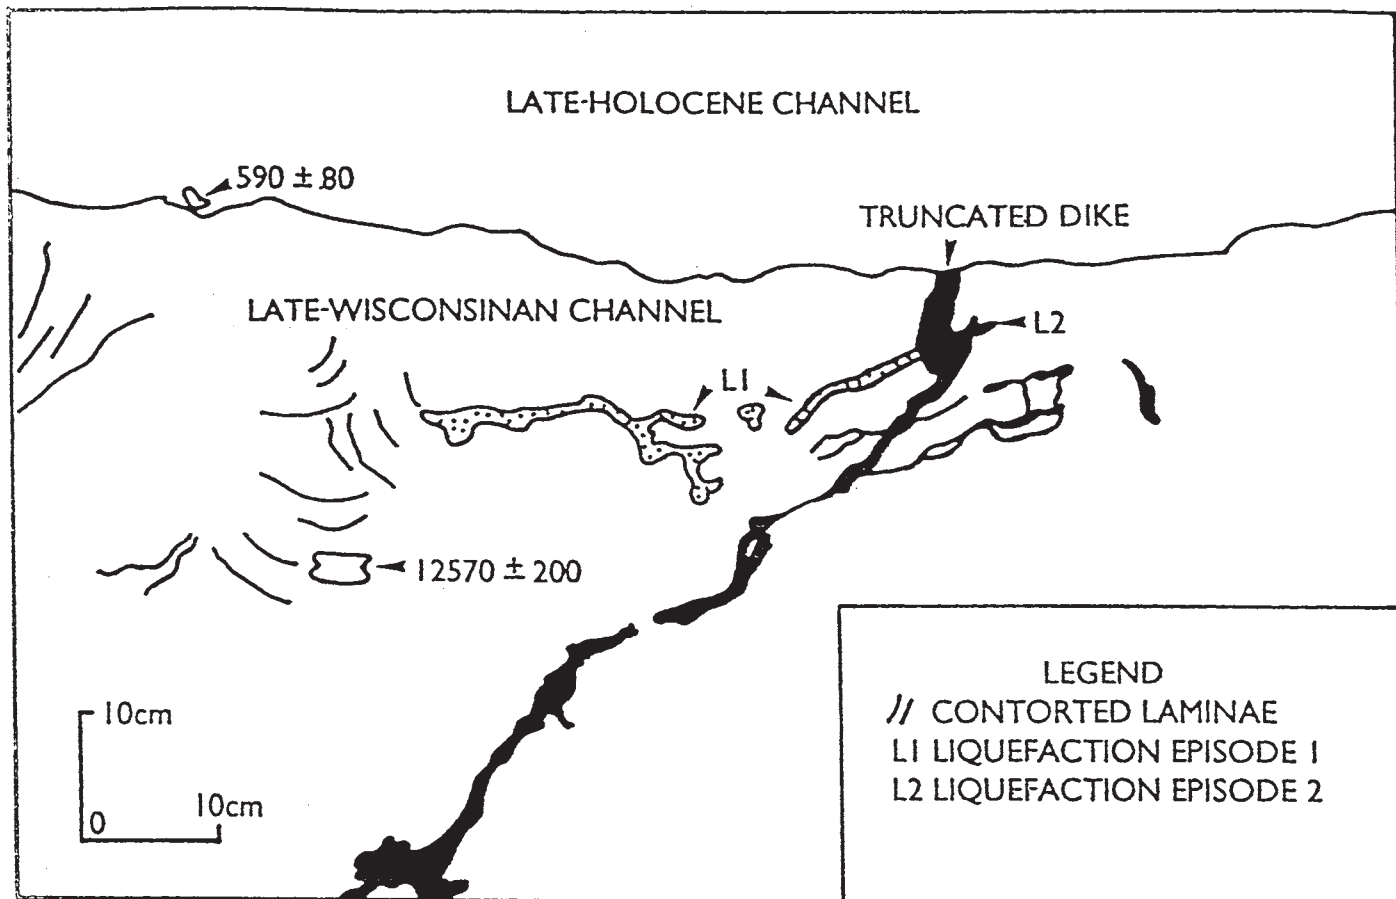 LATE-HOLOCENE CHANNEL
590 ± 80
TRUNCATED DIKE
LATE-WISCONSINAN CHANNEL
L2
L1
12570 ± 200
10cm
0
10cm
LEGEND
// CONTORTED LAMINAE
L1 LIQUEFACTION EPISODE 1
L2 LIQUEFACTION EPISODE 2